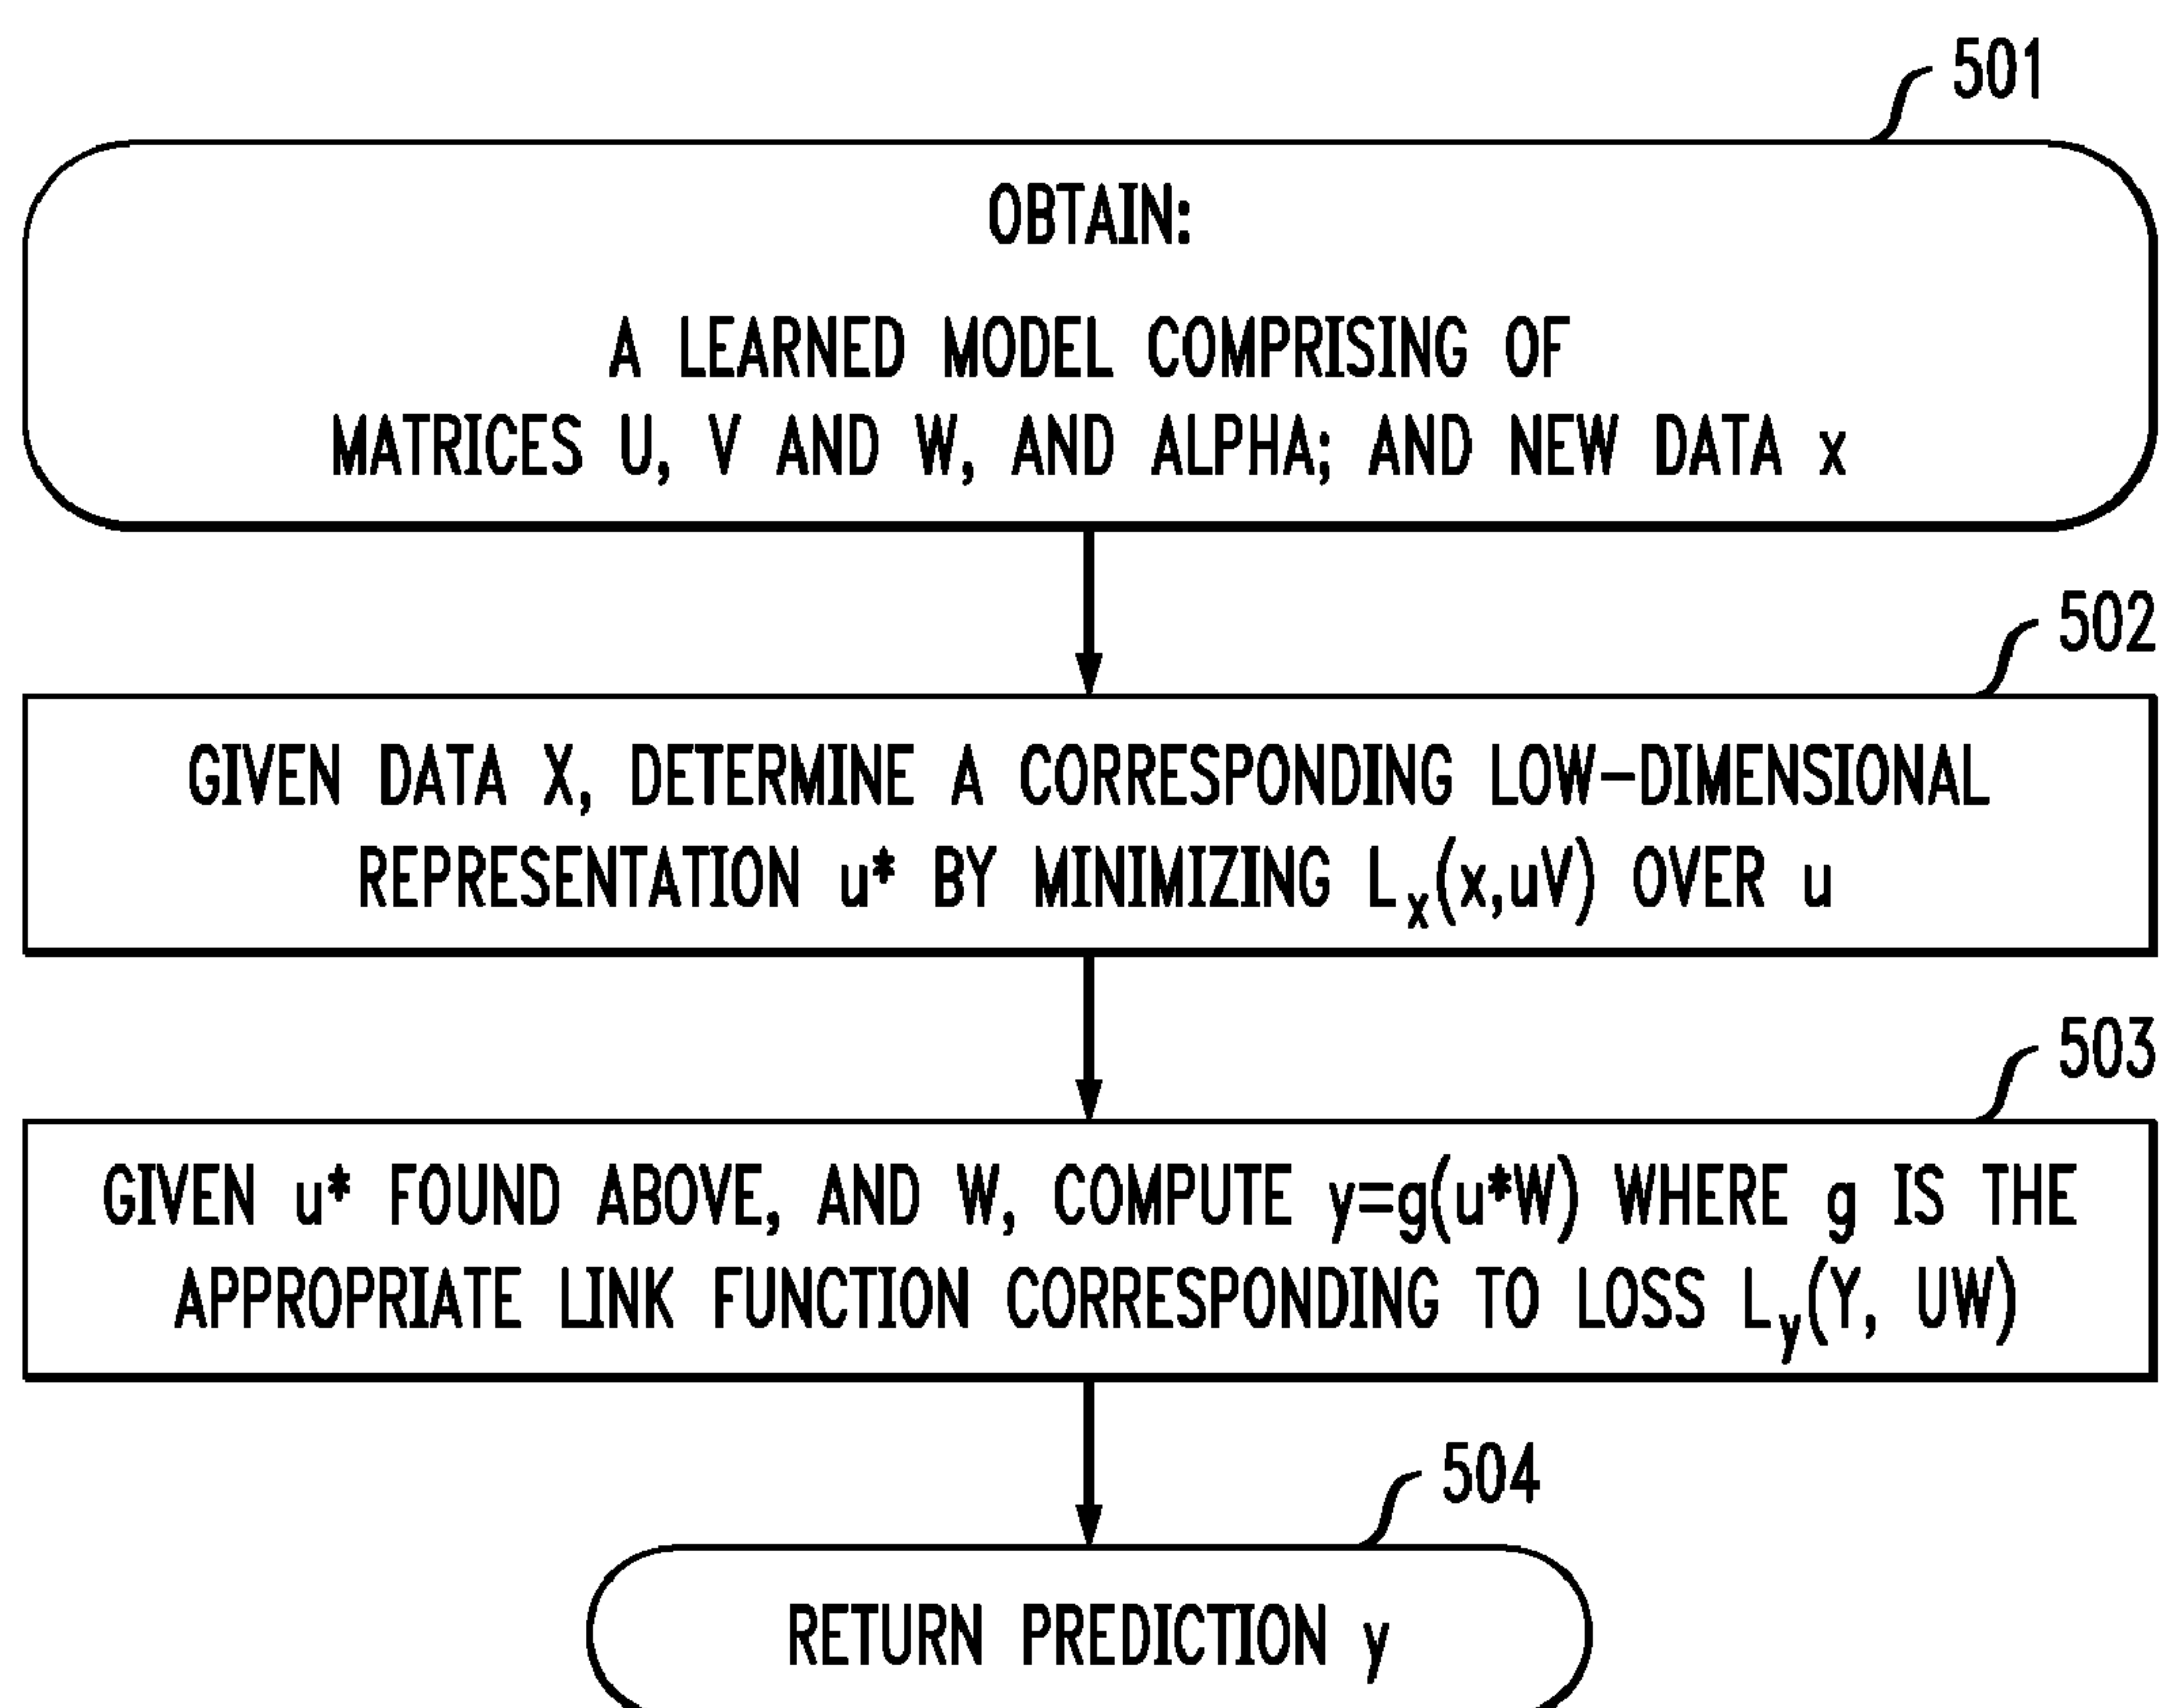 501
OBTAIN:
A LEARNED MODEL COMPRISING OF
MATRICES U, V AND W, AND ALPHA; AND NEW DATA x
502
GIVEN DATA X, DETERMINE A CORRESPONDING LOW-DIMENSIONAL
REPRESENTATION u* BY MINIMIZING Lx(x,uV) OVER u
503
GIVEN u* FOUND ABOVE, AND W, COMPUTE y=g(u*W) WHERE g IS THE
APPROPRIATE LINK FUNCTION CORRESPONDING TO LOSS Ly(Y, UW)
504
RETURN PREDICTION y